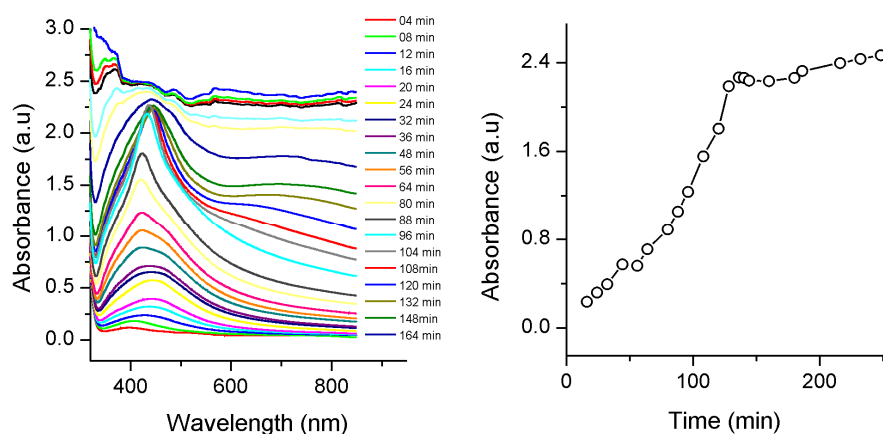 3.0
2.5
2.0
1.5
1.0
0.5
0.0
Absorbance (a.u)
400
600
800
Wavelength (nm)
04 min
08 min
12 min
16 min
20 min
24 min
32 min
36 min
48 min
56 min
64 min
80 min
88 min
96 min
104 min
108min
120 min
132 min
148min
164 min
2.4
1.6
0.8
0.0
Absorbance (a.u)
0
100
200
Time (min)